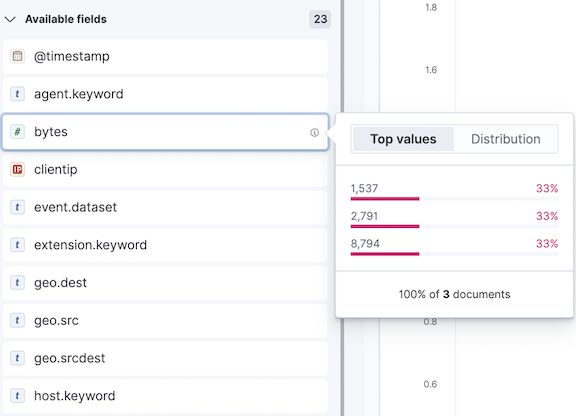 Available fields
23
@timestamp
t agent.keyword
# bytes
IP clientip
t event.dataset
t extension.keyword
t geo.dest
t geo.src
t geo.srcdest
t host.keyword
1.8
1.6
0.8
0.6
Top values Distribution
1,537 33%
2,791 33%
8,794 33%
100% of 3 documents